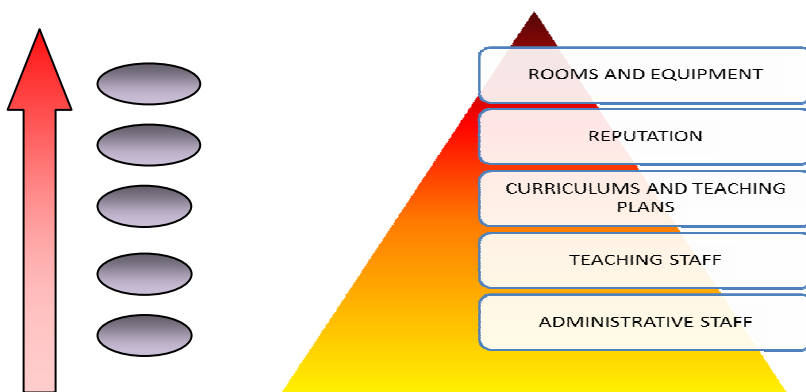 ROOMS AND EQUIPMENT
REPUTATION
CURRICULUMS AND TEACHING
PLANS
TEACHING STAFF
ADMINISTRATIVE STAFF